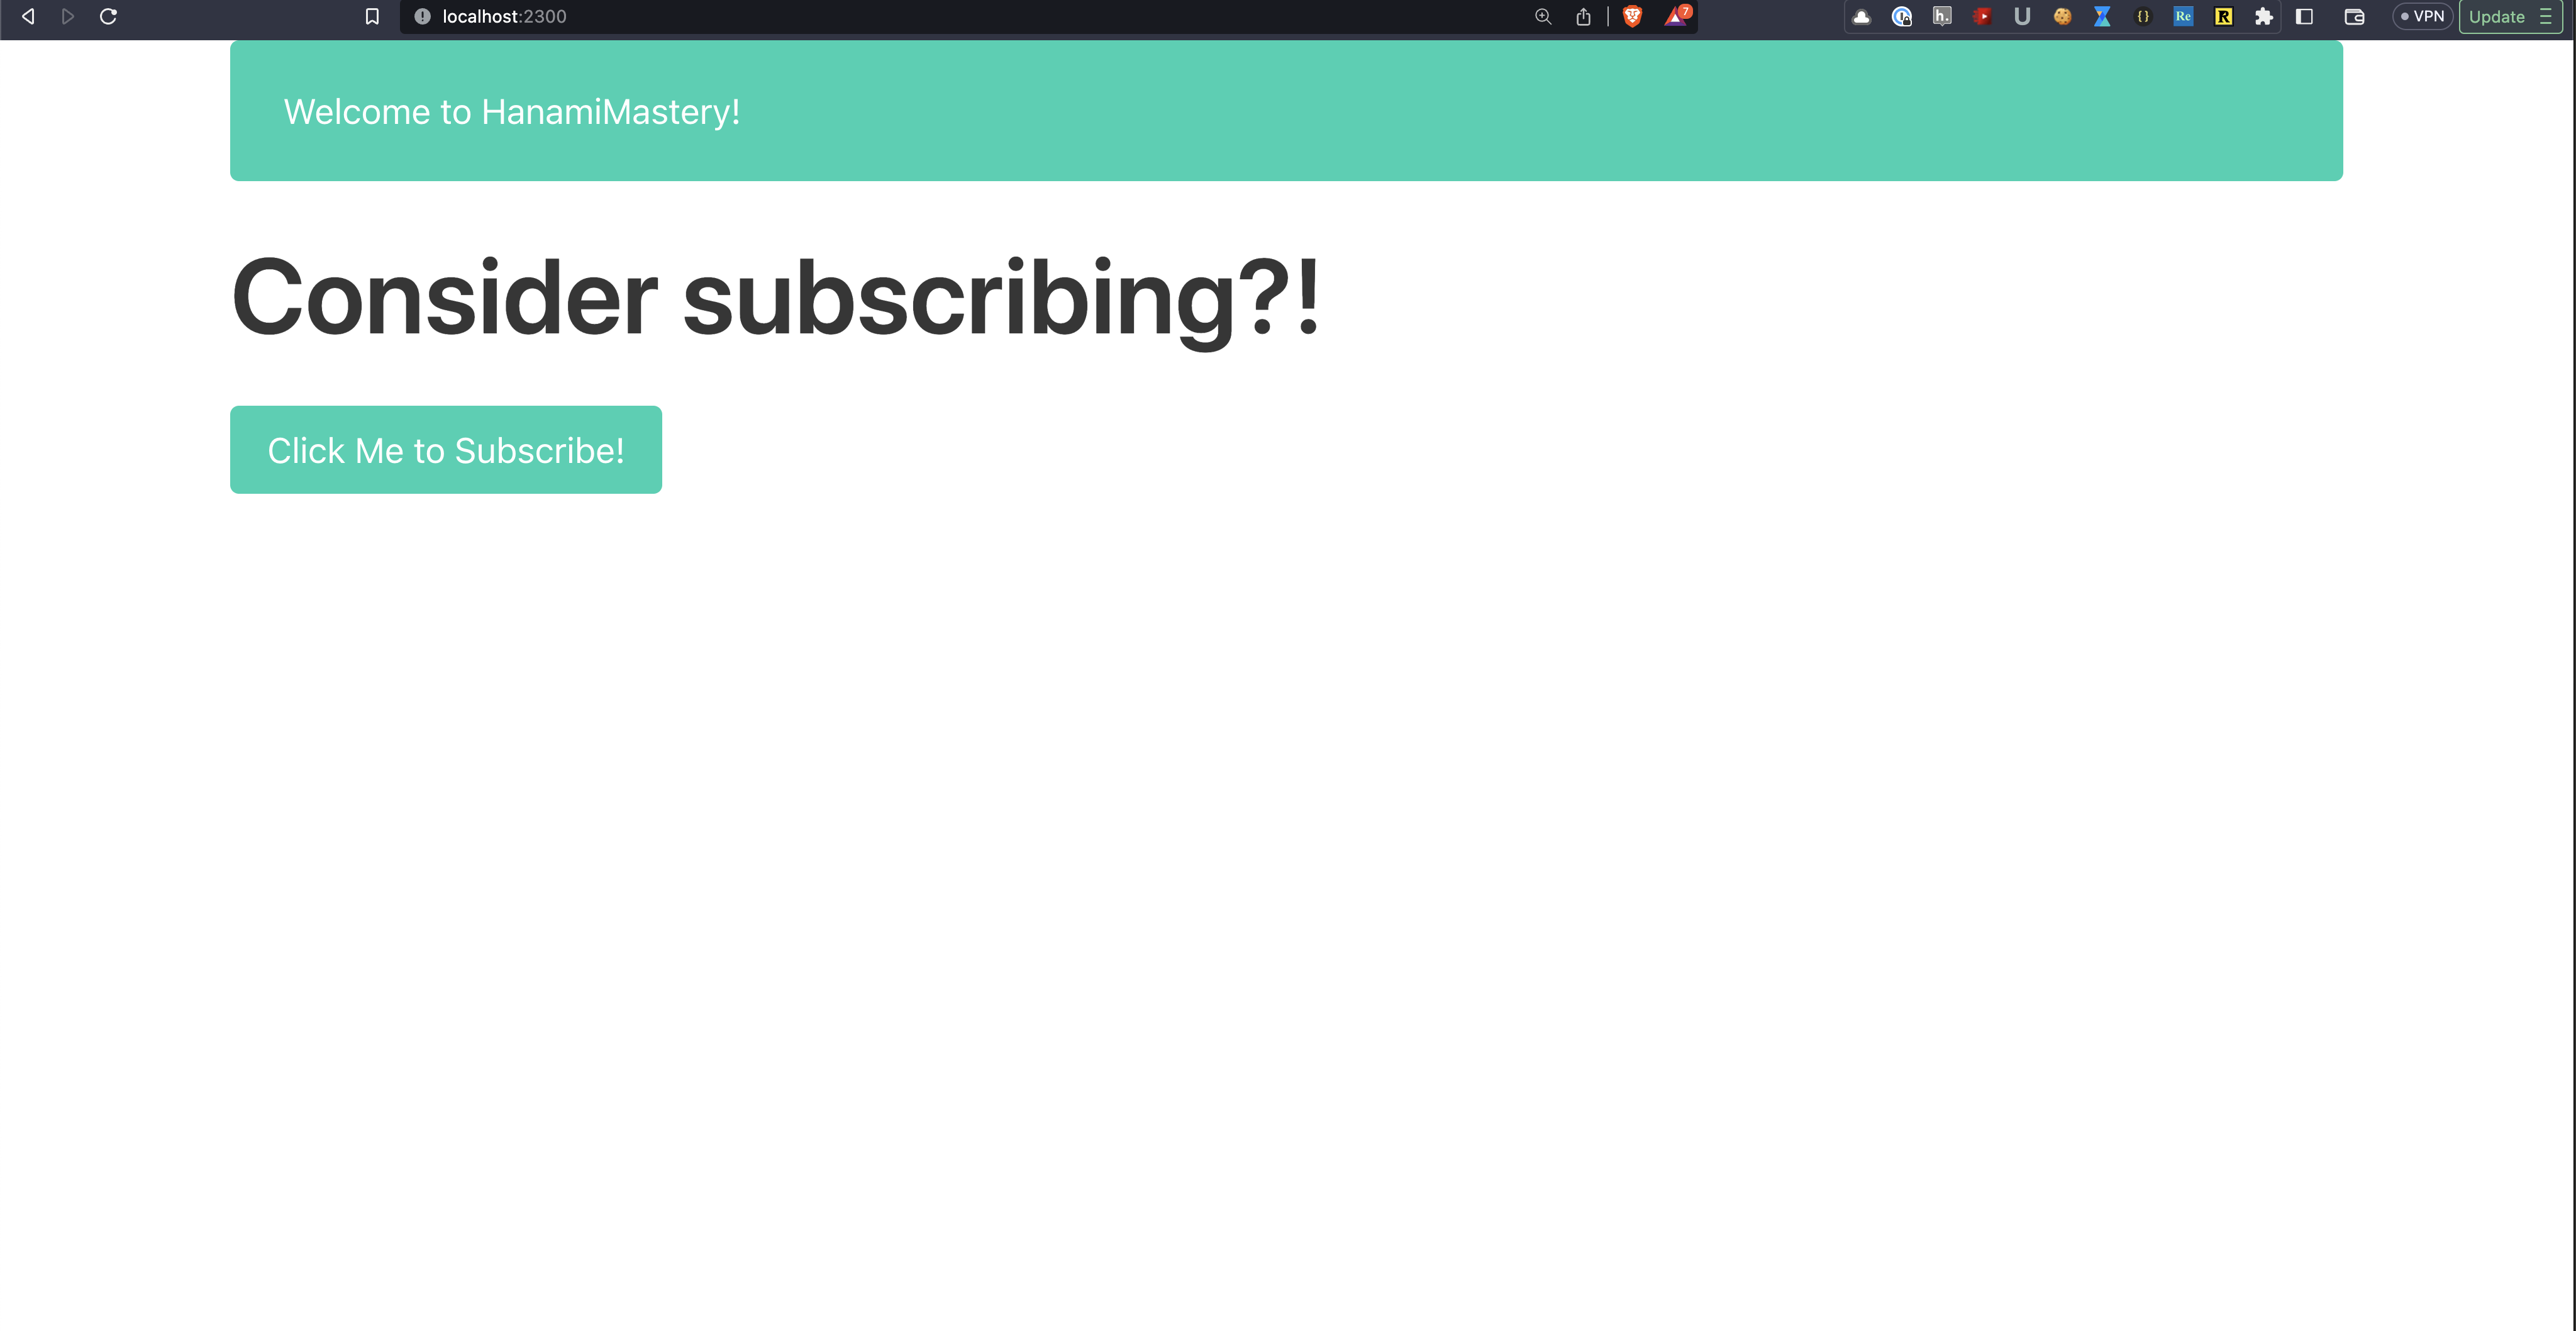 localhost:2300
7
h.
U
{}
Re
R
VPN
Update
Welcome to HanamiMastery!
Consider subscribing?!
Click Me to Subscribe!